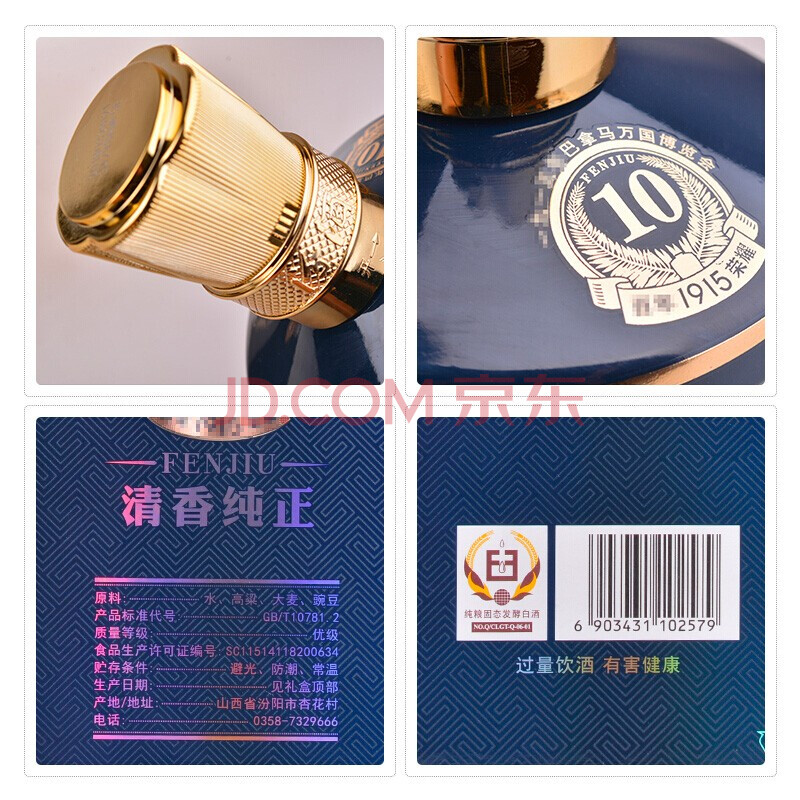 10
开
巴拿马万国博览会
FENJIU
10
1915荣耀
JD.COM 京东
FENJIU
清香纯正
原料: 水、高粱、大麦、豌豆
产品标准代号: GB/T10781.2
质量等级: 优级
食品生产许可证编号: SC11514118200634
贮存条件: 避光、防潮、常温
生产日期: 见礼盒顶部
产地/地址: 山西省汾阳市杏花村
电话: 0358-7329666
纯粮固态发酵白酒
NO.Q/CLGT-Q-06-01
6 903431 102579
过量饮酒 有害健康